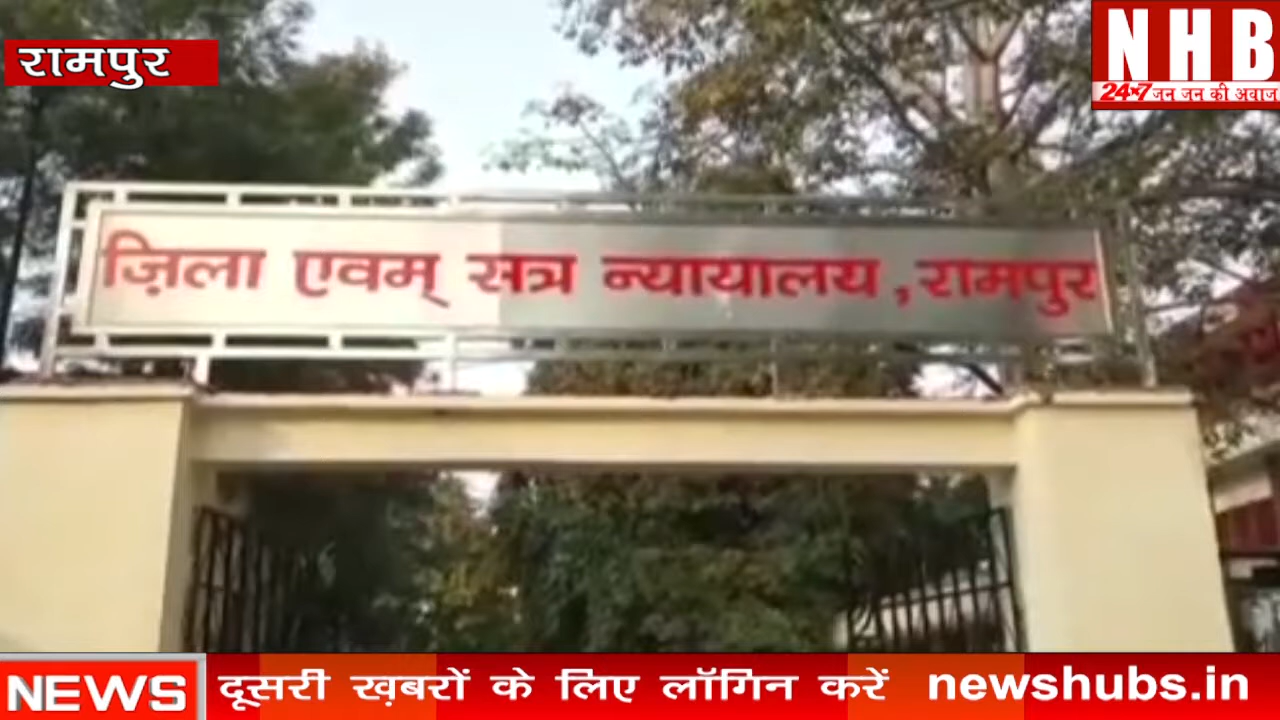 रामपुर
NHB
24x7 जन जन की अवाज
ज़िला एवम् सत्र न्यायालय, रामपुर
NEWS
दूसरी ख़बरों के लिए लॉगिन करें newshubs.in